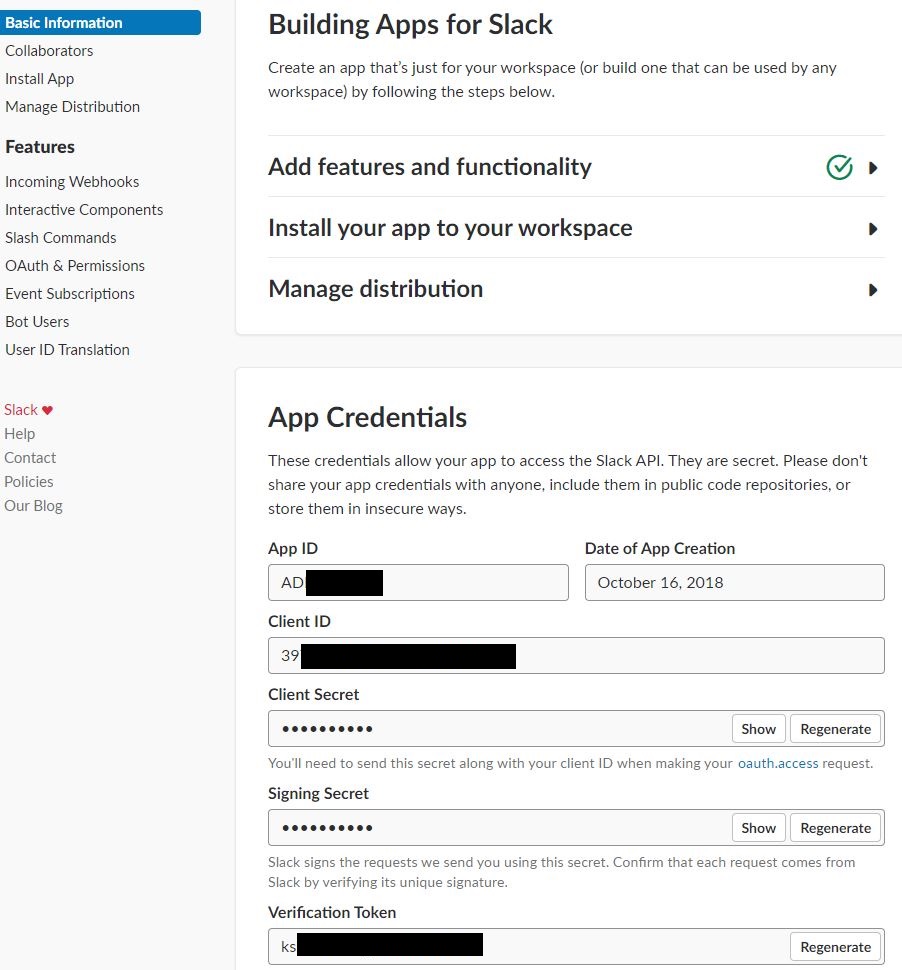 Basic Information
Collaborators
Install App
Manage Distribution
Features
Incoming Webhooks
Interactive Components
Slash Commands
OAuth & Permissions
Event Subscriptions
Bot Users
User ID Translation
Slack ♥
Help
Contact
Policies
Our Blog
Building Apps for Slack
Create an app that’s just for your workspace (or build one that can be used by any
workspace) by following the steps below.
Add features and functionality
Install your app to your workspace
Manage distribution
App Credentials
These credentials allow your app to access the Slack API. They are secret. Please don't
share your app credentials with anyone, include them in public code repositories, or
store them in insecure ways.
App ID
Date of App Creation
AD
October 16, 2018
Client ID
39
Client Secret
•••••••••• Show Regenerate
You'll need to send this secret along with your client ID when making your oauth.access request.
Signing Secret
•••••••••• Show Regenerate
Slack signs the requests we send you using this secret. Confirm that each request comes from
Slack by verifying its unique signature.
Verification Token
ks Regenerate